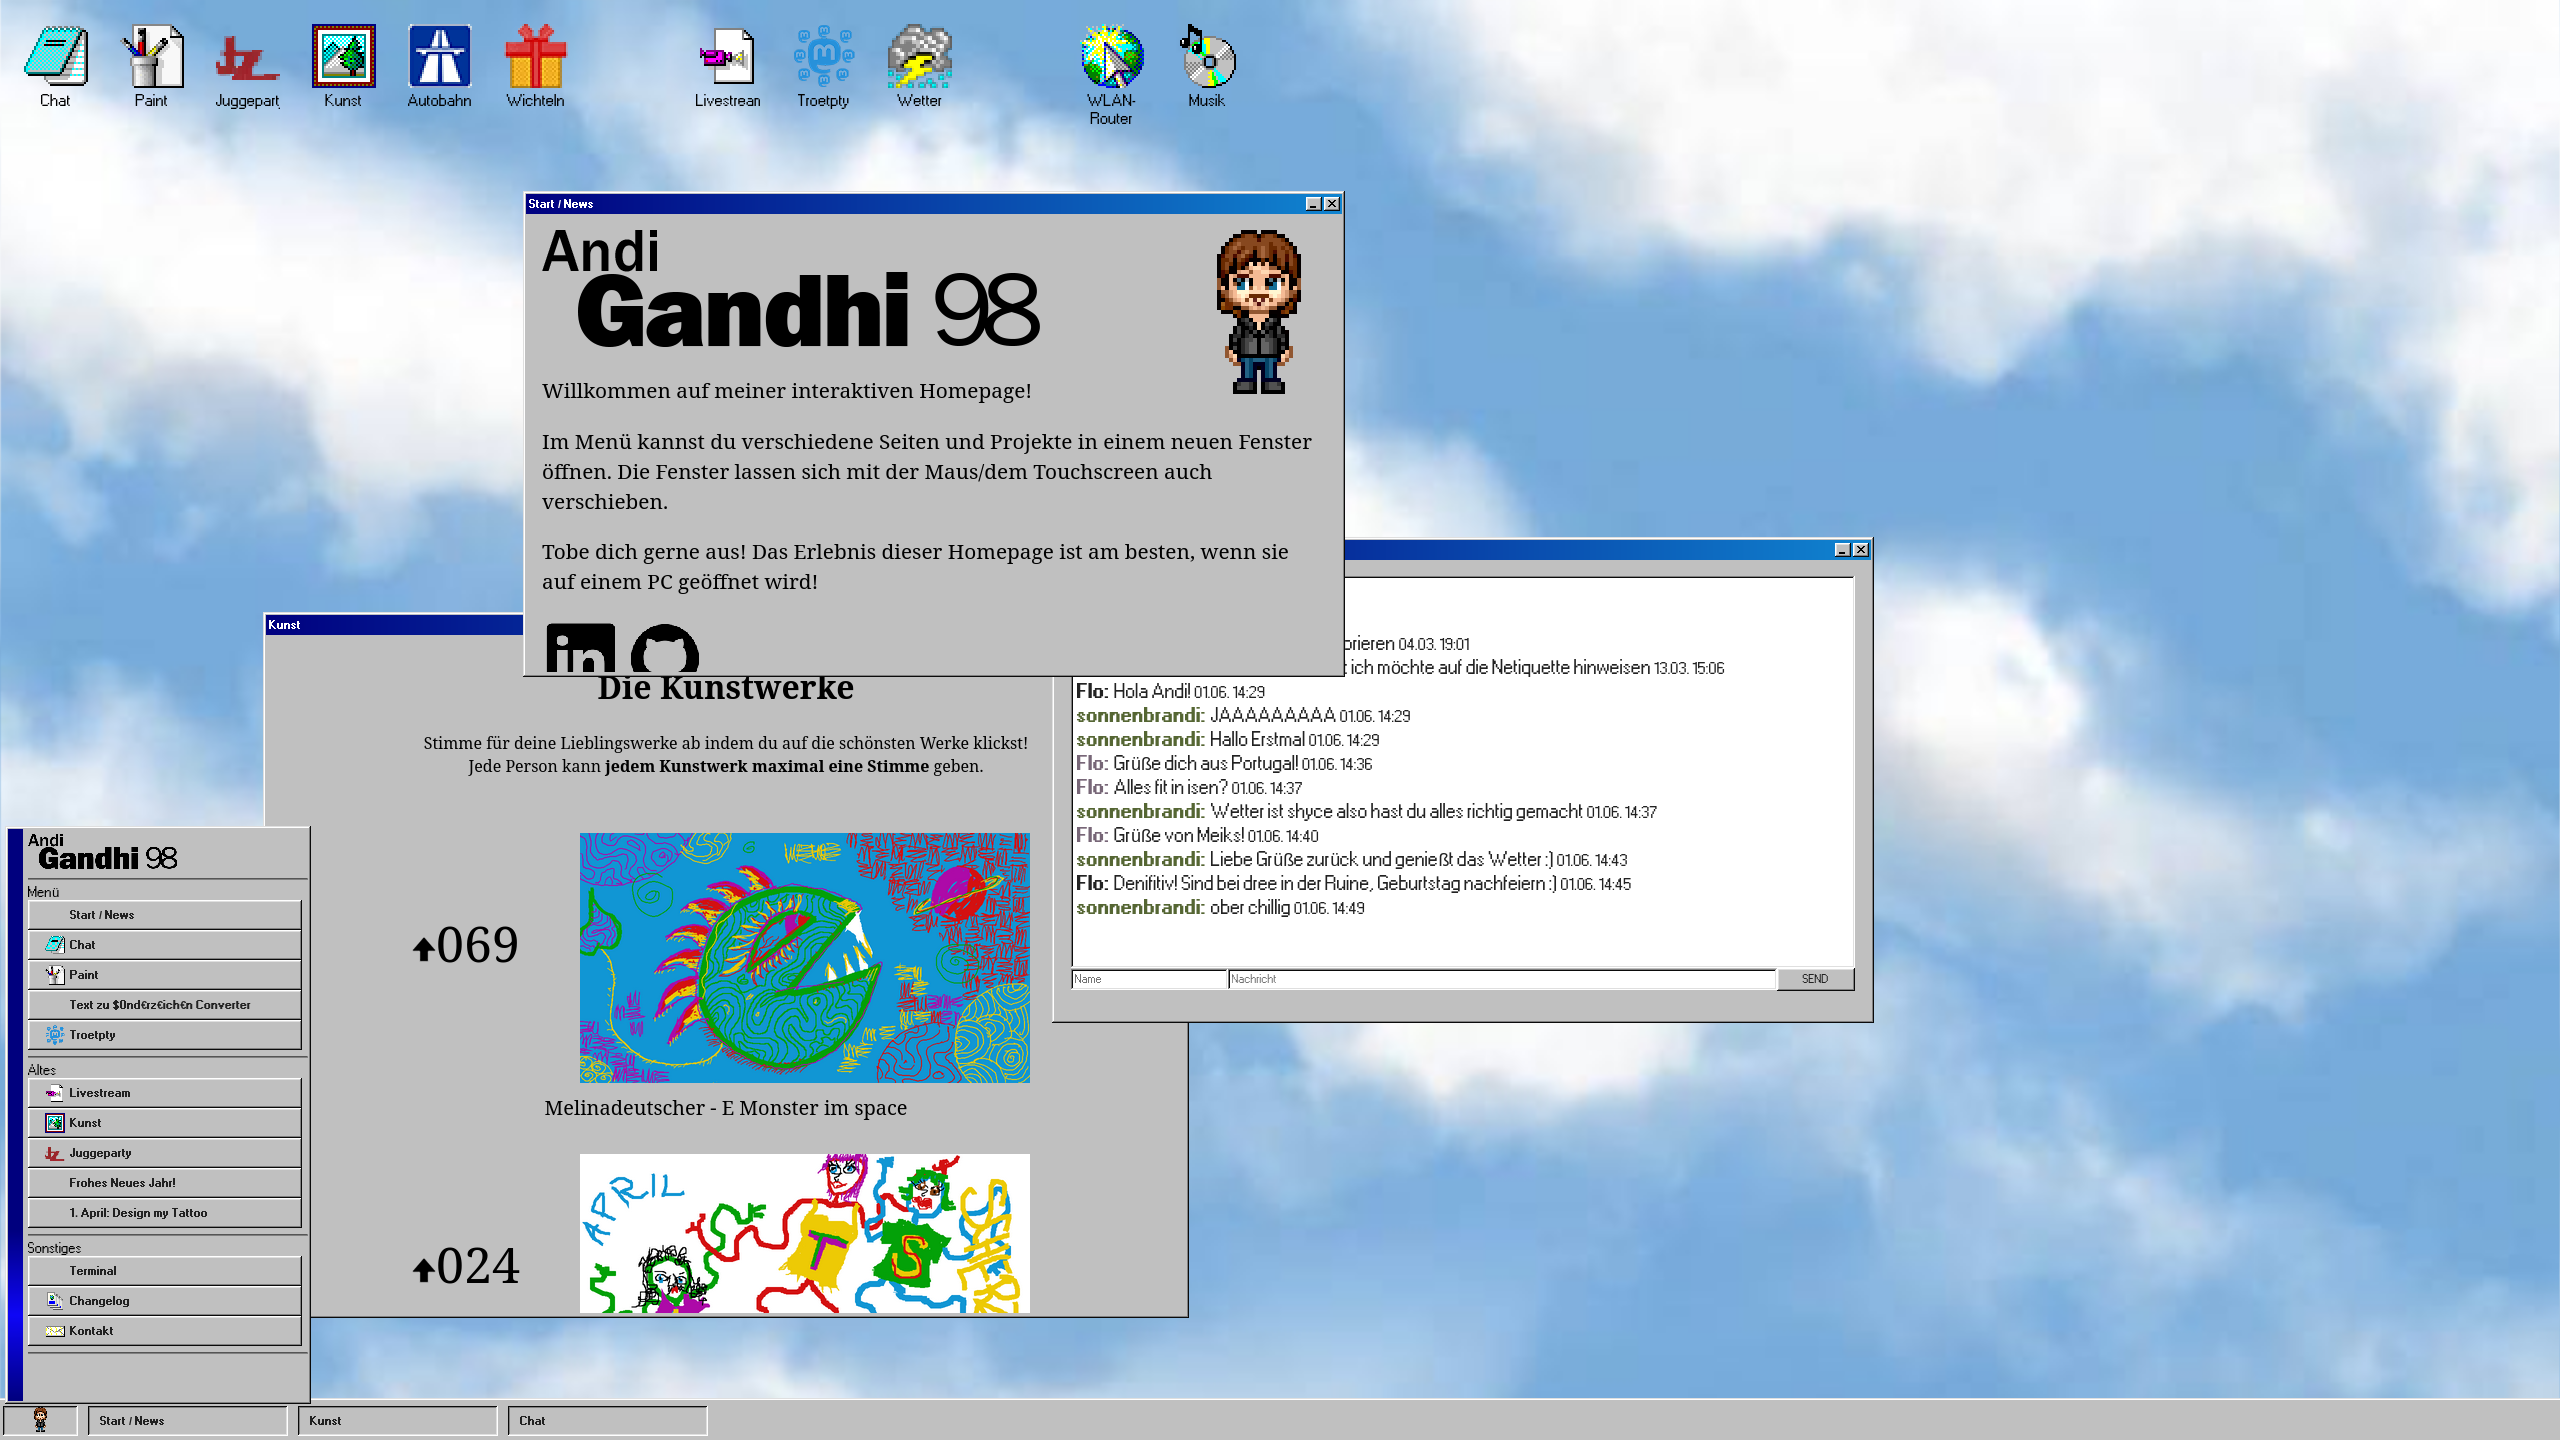 Chat
Paint
Juggepart
Kunst
Autobahn
Wichteln
Livestrean
Troetpty
Wetter
WLAN-
Router
Musik
Start / News
Andi
Gandhi 98
Willkommen auf meiner interaktiven Homepage!
Im Menü kannst du verschiedene Seiten und Projekte in einem neuen Fenster
öffnen. Die Fenster lassen sich mit der Maus/dem Touchscreen auch
verschieben.
Tobe dich gerne aus! Das Erlebnis dieser Homepage ist am besten, wenn sie
auf einem PC geöffnet wird!
in
orieren 04.03. 19:01
ich möchte auf die Netiquette hinweisen 13.03. 15:06
Flo: Hola Andi! 01.06. 14:29
sonnenbrandi: JAAAAAAAAA 01.06. 14:29
sonnenbrandi: Hallo Erstmal 01.06. 14:29
Flo: Grüße dich aus Portugal! 01.06. 14:36
Flo: Alles fit in isen? 01.06. 14:37
sonnenbrandi: Wetter ist shyce also hast du alles richtig gemacht 01.06. 14:37
Flo: Grüße von Meiks! 01.06. 14:40
sonnenbrandi: Liebe Grüße zurück und genießt das Wetter :) 01.06. 14:43
Flo: Denifitiv! Sind bei dree in der Ruine, Geburtstag nachfeiern :) 01.06. 14:45
sonnenbrandi: ober chillig 01.06. 14:49
Name
Nachricht
SEND
Kunst
Die Kunstwerke
Stimme für deine Lieblingswerke ab indem du auf die schönsten Werke klickst!
Jede Person kann jedem Kunstwerk maximal eine Stimme geben.
069
Melinadeutscher - E Monster im space
024
APRIL
T
S
Andi
Gandhi 98
Menü
Start / News
Chat
Paint
Text zu $0nd€rz€ich€n Converter
Troetpty
Altes
Livestream
Kunst
Juggeparty
Frohes Neues Jahr!
1. April: Design my Tattoo
Sonstiges
Terminal
Changelog
Kontakt
Start / News
Kunst
Chat